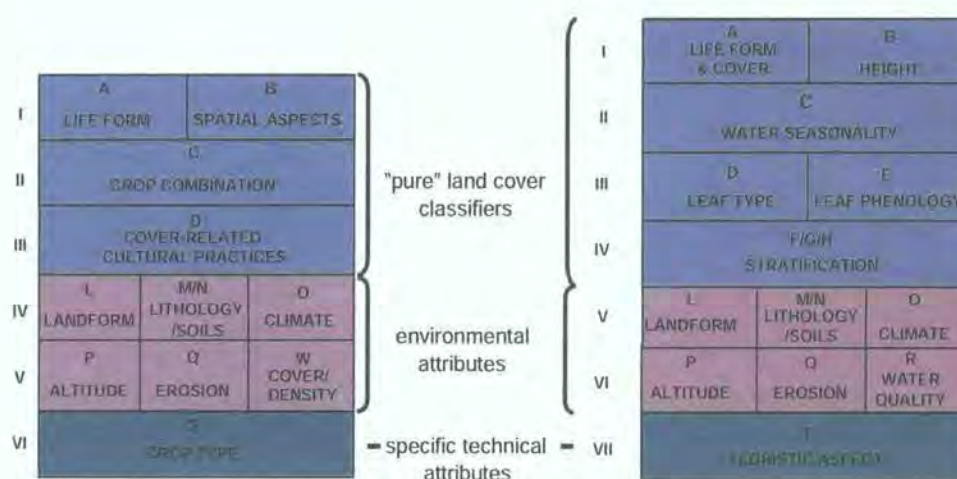 I
A
LIFE FORM
B
SPATIAL ASPECTS
II
C
CROP COMBINATION
III
D
COVER-RELATED
CULTURAL PRACTICES
IV
L
LANDFORM
M/N
LITHOLOGY
/SOILS
O
CLIMATE
V
P
ALTITUDE
Q
EROSION
W
COVER/
DENSITY
VI
S
CROP TYPE
"pure" land cover
classifiers
environmental
attributes
specific technical
attributes
I
A
LIFE FORM
& COVER
B
HEIGHT
II
C
WATER SEASONALITY
III
D
LEAF TYPE
E
LEAF PHENOLOGY
IV
F/G/H
STRATIFICATION
V
L
LANDFORM
M/N
LITHOLOGY
/SOILS
O
CLIMATE
VI
P
ALTITUDE
Q
EROSION
R
WATER
QUALITY
VII
T
ASPECT